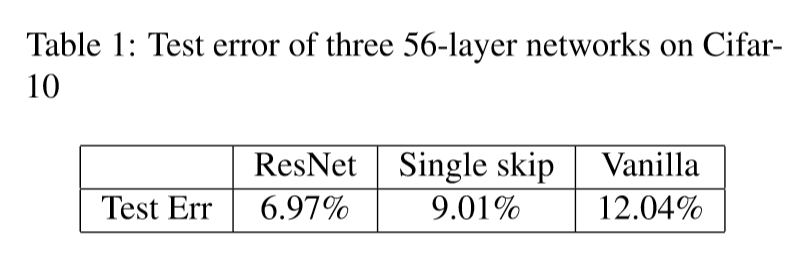 Table 1: Test error of three 56-layer networks on Cifar-
10
ResNet Single skip Vanilla
Test Err 6.97% 9.01% 12.04%